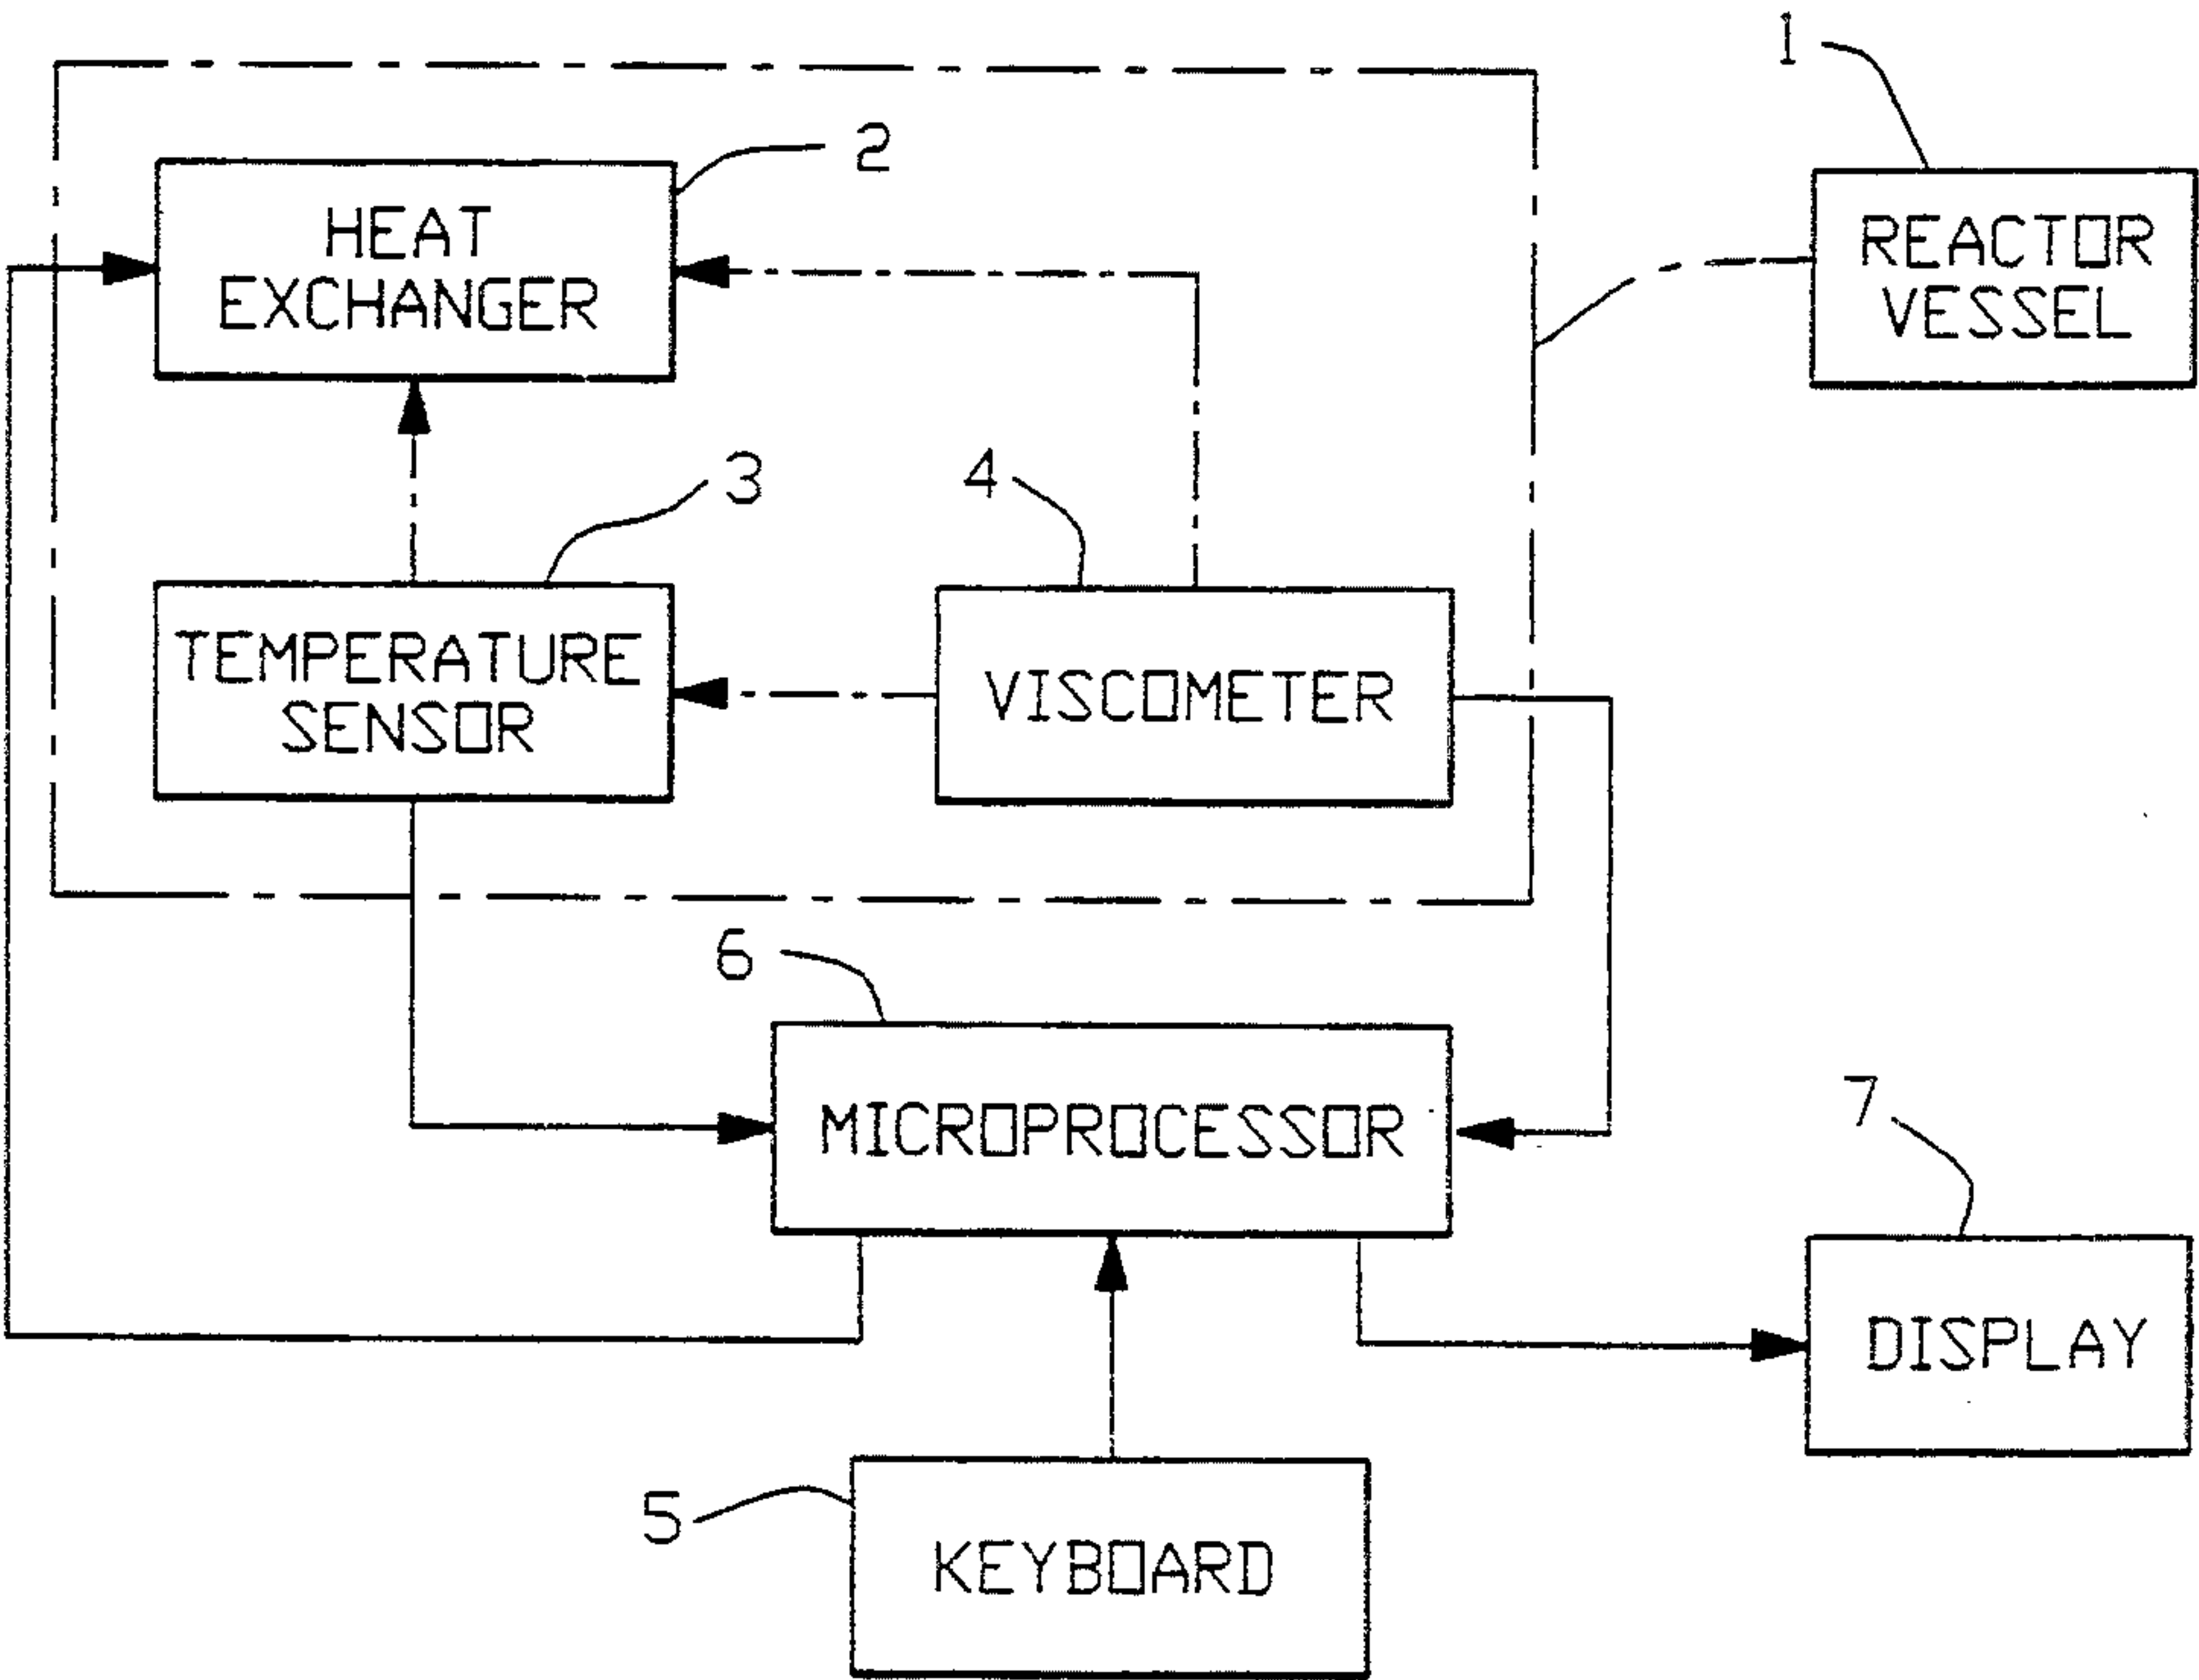 1
2
HEAT
EXCHANGER
REACTOR
VESSEL
3
4
TEMPERATURE
SENSOR
VISCOMETER
6
MICROPROCESSOR
7
DISPLAY
5
KEYBOARD